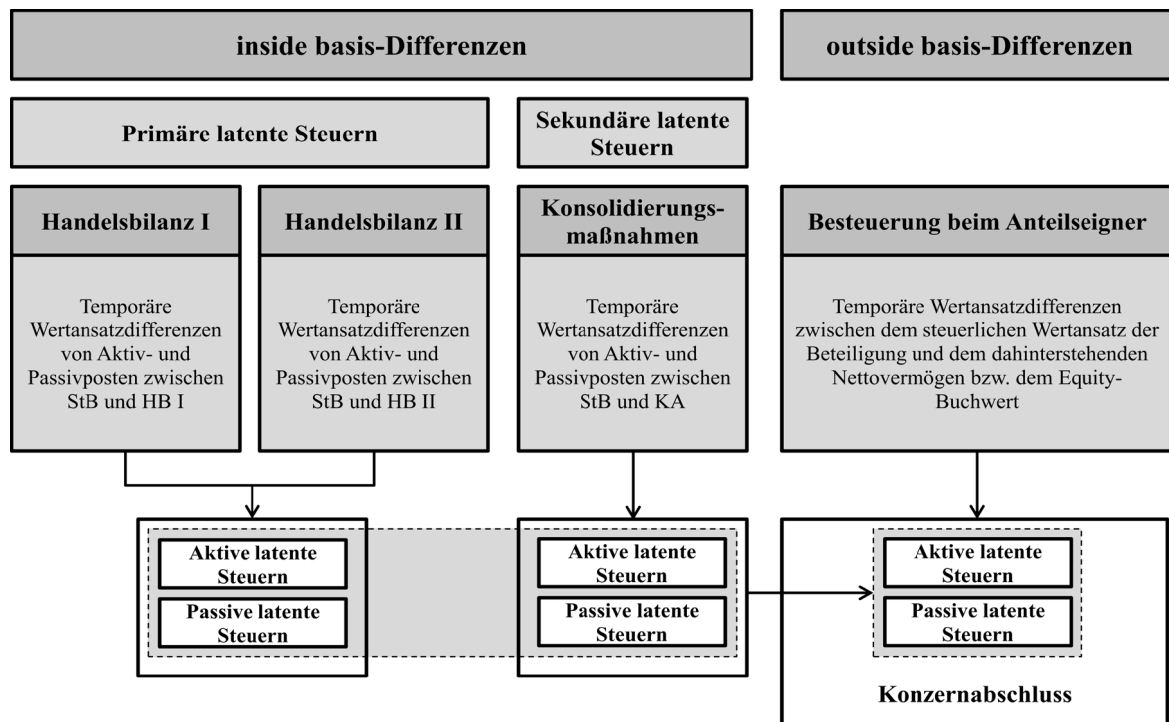 inside basis-Differenzen
outside basis-Differenzen
Primäre latente Steuern
Sekundäre latente
Steuern
Handelsbilanz I
Handelsbilanz II
Konsolidierungs-
maßnahmen
Besteuerung beim Anteilseigner
Temporäre
Wertansatzdifferenzen
von Aktiv- und
Passivposten zwischen
StB und HB I
Temporäre
Wertansatzdifferenzen
von Aktiv- und
Passivposten zwischen
StB und HB II
Temporäre
Wertansatzdifferenzen
von Aktiv- und
Passivposten zwischen
StB und KA
Temporäre Wertansatzdifferenzen
zwischen dem steuerlichen Wertansatz der
Beteiligung und dem dahinterstehenden
Nettovermögen bzw. dem Equity-
Buchwert
Aktive latente
Steuern
Passive latente
Steuern
Aktive latente
Steuern
Passive latente
Steuern
Aktive latente
Steuern
Passive latente
Steuern
Konzernabschluss